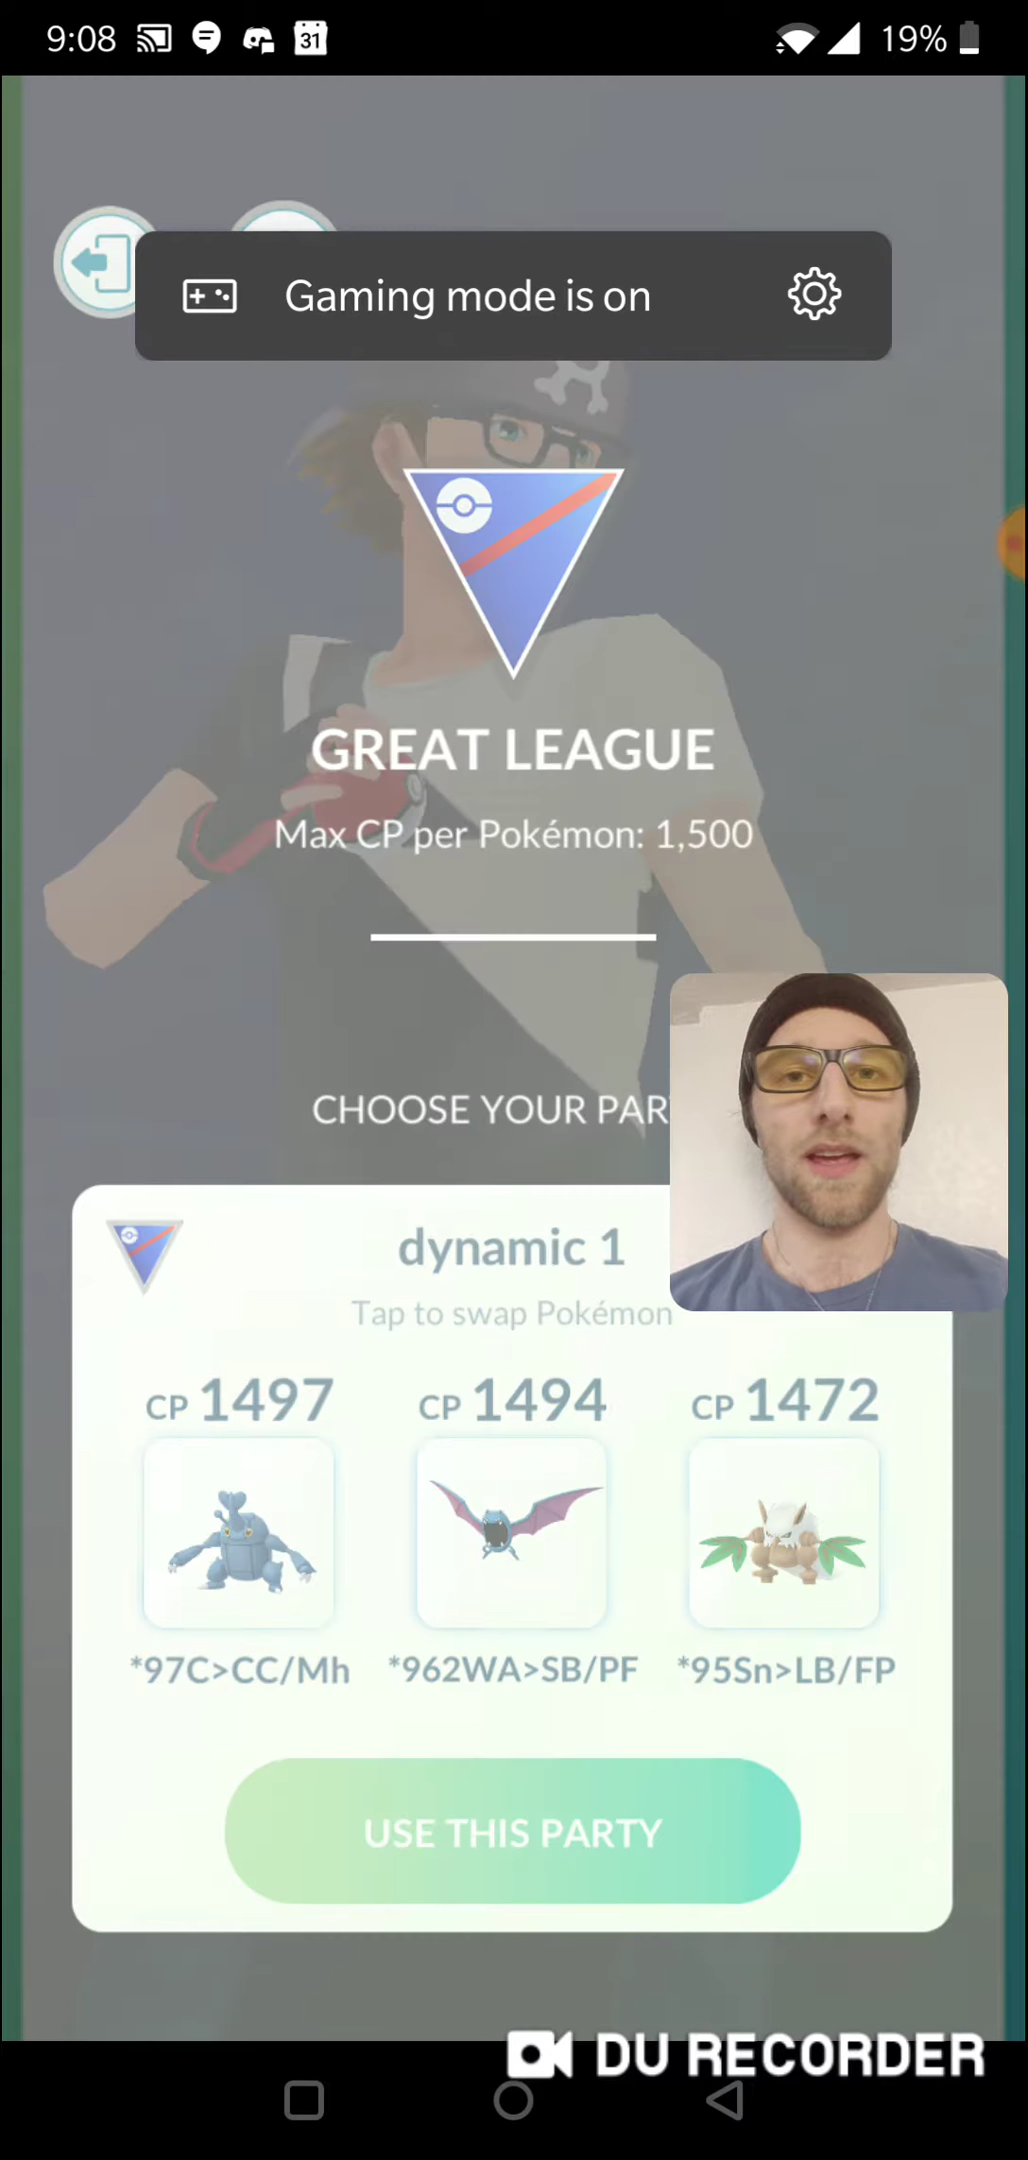 9:08
31
19%
Gaming mode is on
GREAT LEAGUE
Max CP per Pokémon: 1,500
CHOOSE YOUR PAR
dynamic 1
Tap to swap Pokémon
CP 1497 CP 1494 CP 1472
*97C>CC/Mh *962WA>SB/PF *95Sn>LB/FP
USE THIS PARTY
DU RECORDER